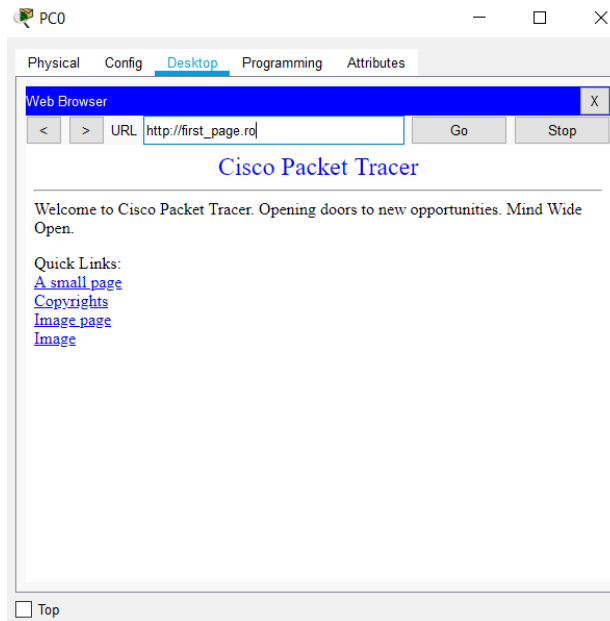 PC0
Physical Config Desktop Programming Attributes
Web Browser X
< > URL http://first_page.ro Go Stop
Cisco Packet Tracer
Welcome to Cisco Packet Tracer. Opening doors to new opportunities. Mind Wide
Open.
Quick Links:
A small page
Copyrights
Image page
Image
Top